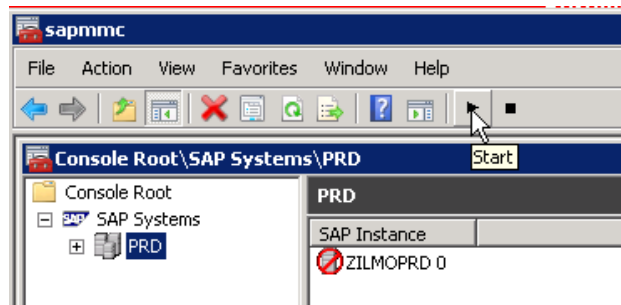 sapmmc
File Action View Favorites Window Help
Start
Console Root\SAP Systems\PRD
Console Root
SAP SAP Systems
PRD
PRD
SAP Instance
ZILMOPRD 0